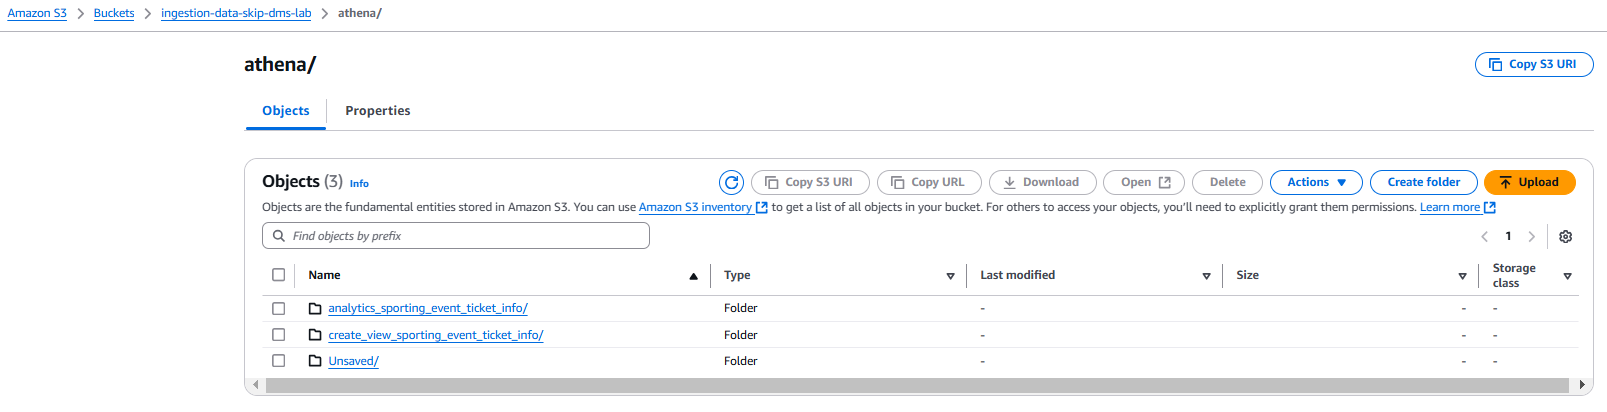 Amazon S3 > Buckets > ingestion-data-skip-dms-lab > athena/
athena/
Copy S3 URI
Objects Properties
Objects (3) Info
Copy S3 URI Copy URL Download Open Delete Actions Create folder Upload
Objects are the fundamental entities stored in Amazon S3. You can use Amazon S3 inventory to get a list of all objects in your bucket. For others to access your objects, you'll need to explicitly grant them permissions. Learn more
Find objects by prefix
1
Name Type Last modified Size Storage class
analytics_sporting_event_ticket_info/ Folder - - -
create_view_sporting_event_ticket_info/ Folder - - -
Unsaved/ Folder - - -